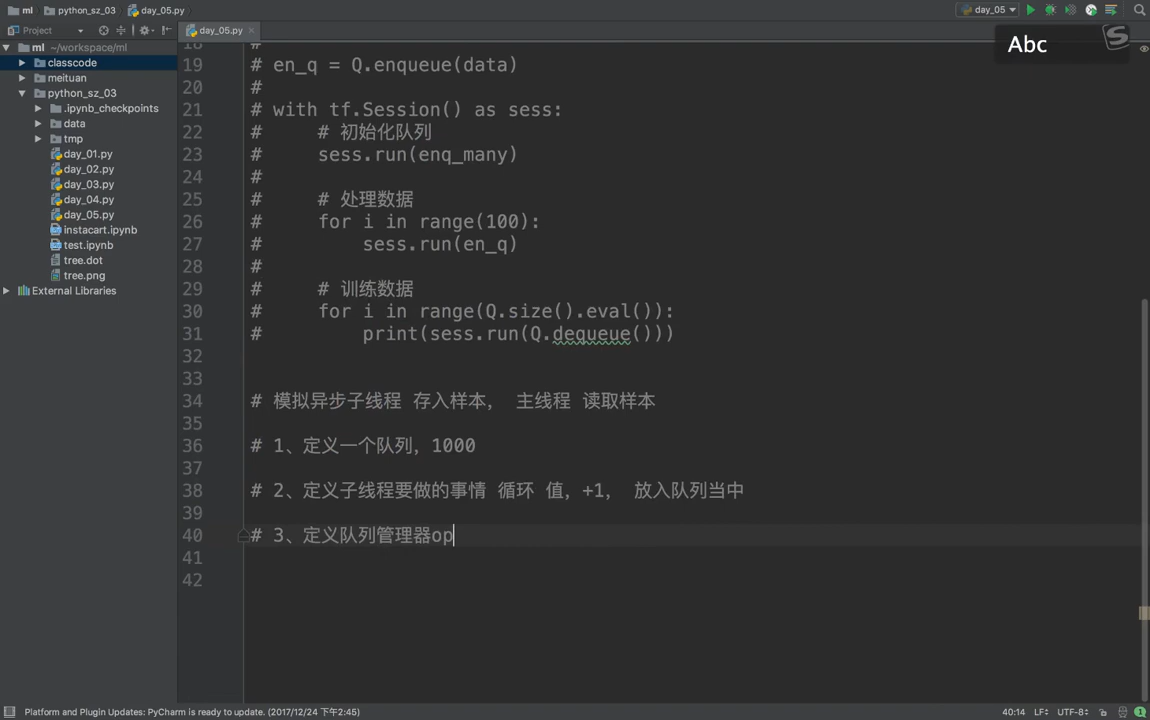 ml python_sz_03 day_05.py
day_05
Project
day_05.py
Abc
ml ~/workspace/ml
classcode
meituan
python_sz_03
.ipynb_checkpoints
data
tmp
day_01.py
day_02.py
day_03.py
day_04.py
day_05.py
instacart.ipynb
test.ipynb
tree.dot
tree.png
External Libraries
18 #
19 # en_q = Q.enqueue(data)
20 #
21 # with tf.Session() as sess:
22 #     # 初始化队列
23 #     sess.run(enq_many)
24 #
25 #     # 处理数据
26 #     for i in range(100):
27 #         sess.run(en_q)
28 #
29 #     # 训练数据
30 #     for i in range(Q.size().eval()):
31 #         print(sess.run(Q.dequeue()))
32
33
34 # 模拟异步子线程 存入样本， 主线程 读取样本
35
36 # 1、定义一个队列，1000
37
38 # 2、定义子线程要做的事情 循环 值，+1， 放入队列当中
39
40 # 3、定义队列管理器op
41
42
Platform and Plugin Updates: PyCharm is ready to update. (2017/12/24 下午2:45)
40:14 LF÷ UTF-8÷ 1